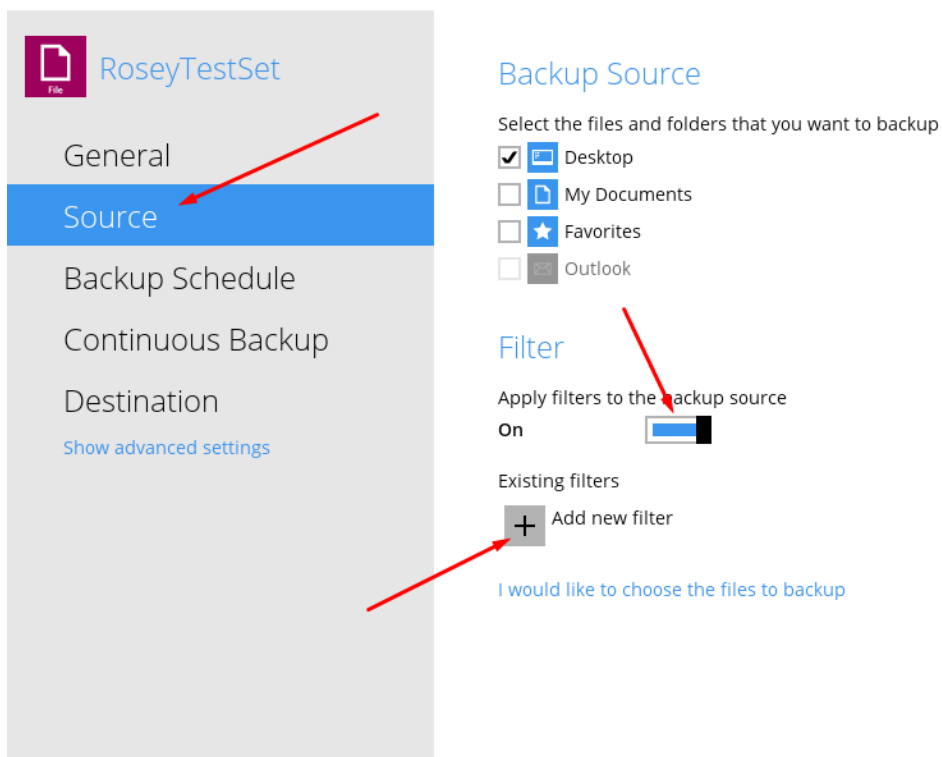 File
RoseyTestSet
General
Source
Backup Schedule
Continuous Backup
Destination
Show advanced settings
Backup Source
Select the files and folders that you want to backup
Desktop
My Documents
Favorites
Outlook
Filter
Apply filters to the backup source
On
Existing filters
Add new filter
I would like to choose the files to backup